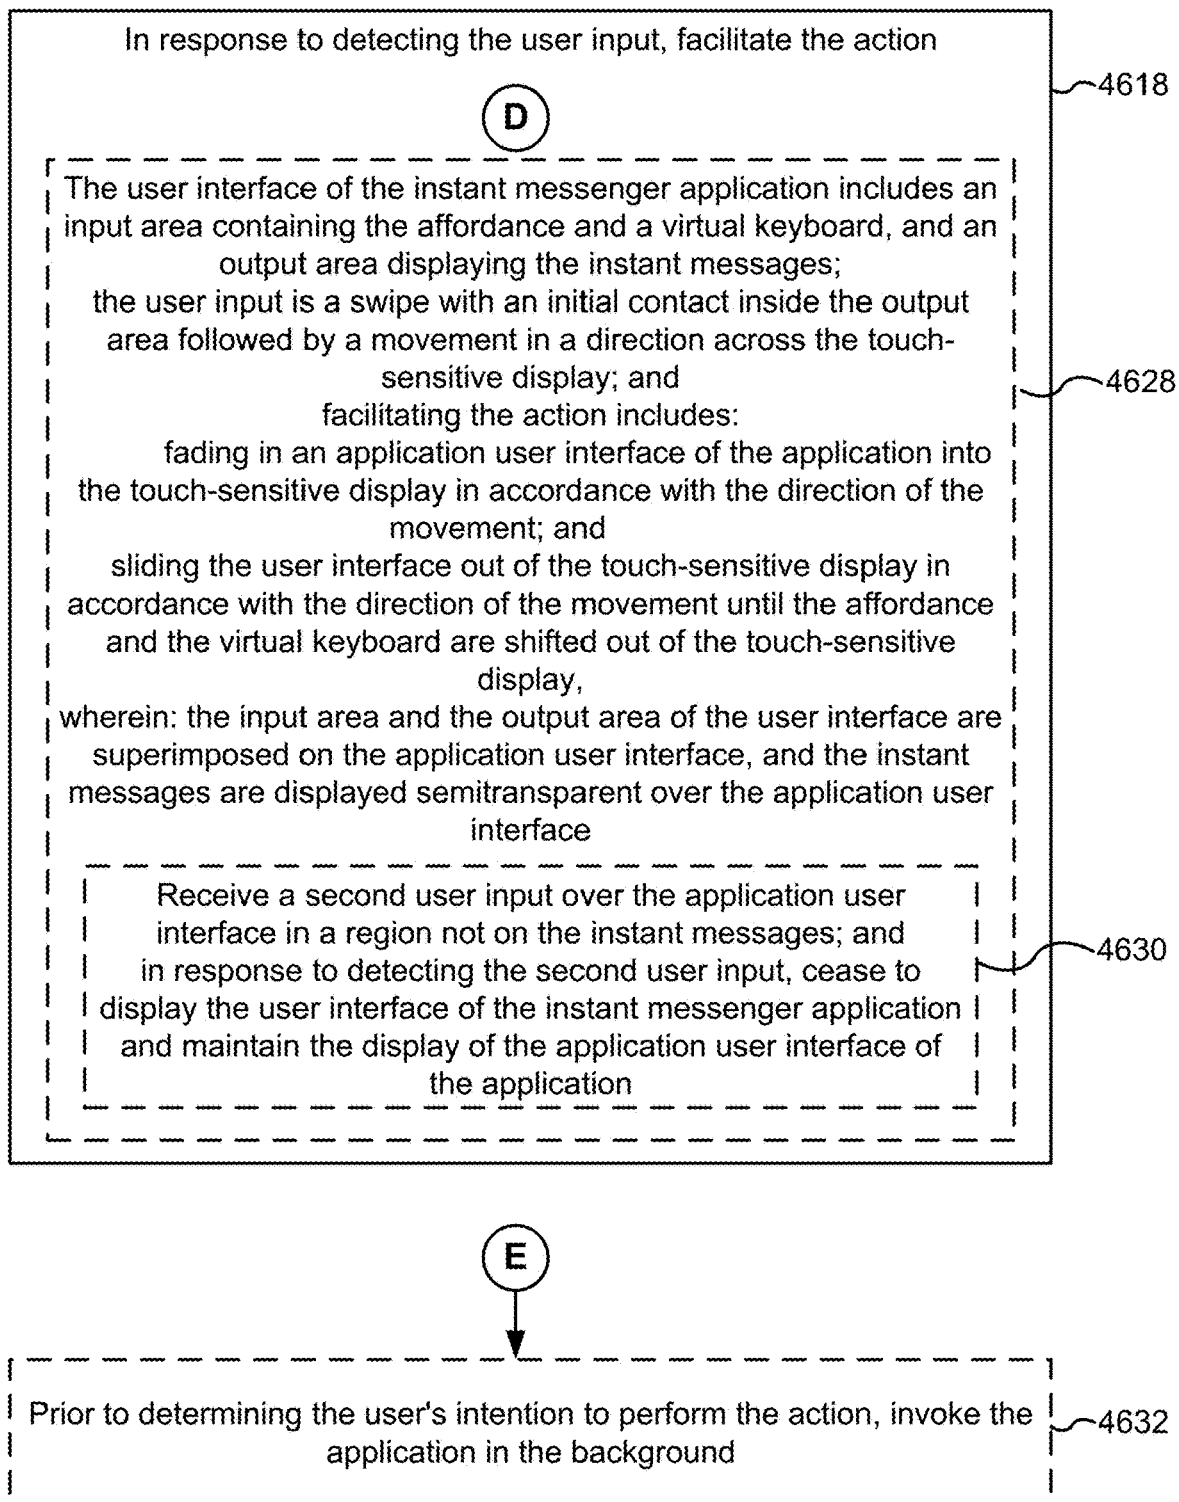 In response to detecting the user input, facilitate the action
4618
D
The user interface of the instant messenger application includes an
input area containing the affordance and a virtual keyboard, and an
output area displaying the instant messages;
the user input is a swipe with an initial contact inside the output
area followed by a movement in a direction across the touch-
sensitive display; and
4628
facilitating the action includes:
fading in an application user interface of the application into
the touch-sensitive display in accordance with the direction of the
movement; and
sliding the user interface out of the touch-sensitive display in
accordance with the direction of the movement until the affordance
and the virtual keyboard are shifted out of the touch-sensitive
display,
wherein: the input area and the output area of the user interface are
superimposed on the application user interface, and the instant
messages are displayed semitransparent over the application user
interface
Receive a second user input over the application user
interface in a region not on the instant messages; and
4630
in response to detecting the second user input, cease to
display the user interface of the instant messenger application
and maintain the display of the application user interface of
the application
E
Prior to determining the user's intention to perform the action, invoke the
application in the background
4632